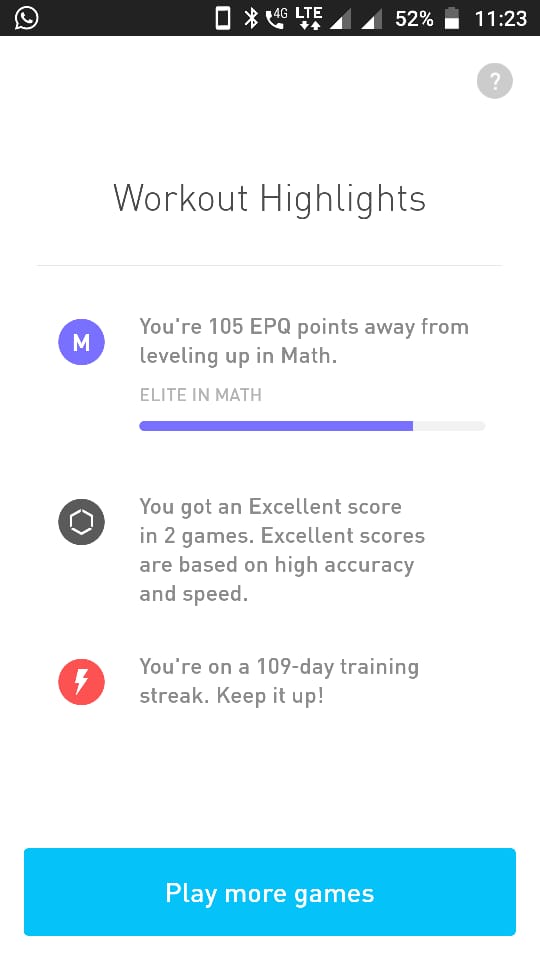 4G LTE 52% 11:23
?
Workout Highlights
M
You're 105 EPQ points away from
leveling up in Math.
ELITE IN MATH
You got an Excellent score
in 2 games. Excellent scores
are based on high accuracy
and speed.
You're on a 109-day training
streak. Keep it up!
Play more games